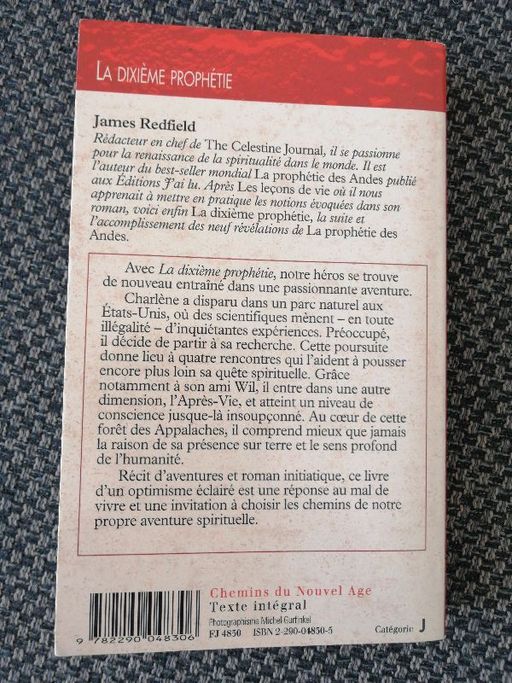 LA DIXIÈME PROPHÉTIE
James Redfield
Rédacteur en chef de The Celestine Journal, il se passionne
pour la renaissance de la spiritualité dans le monde. Il est
l'auteur du best-seller mondial La prophétie des Andes publié
aux Éditions J'ai lu. Après Les leçons de vie où il nous
apprenait à mettre en pratique les notions évoquées dans son
roman, voici enfin La dixième prophétie, la suite et
l'accomplissement des neuf révélations de La prophétie des
Andes.
Avec La dixième prophétie, notre héros se trouve
de nouveau entraîné dans une passionnante aventure.
Charlène a disparu dans un parc naturel aux
États-Unis, où des scientifiques mènent – en toute
illégalité – d'inquiétantes expériences. Préoccupé,
il décide de partir à sa recherche. Cette poursuite
donne lieu à quatre rencontres qui l'aident à pousser
encore plus loin sa quête spirituelle. Grâce
notamment à son ami Wil, il entre dans une autre
dimension, l'Après-Vie, et atteint un niveau de
conscience jusque-là insoupçonné. Au cœur de cette
forêt des Appalaches, il comprend mieux que jamais
la raison de sa présence sur terre et le sens profond
de l'humanité.
Récit d'aventures et roman initiatique, ce livre
d'un optimisme éclairé est une réponse au mal de
vivre et une invitation à choisir les chemins de notre
propre aventure spirituelle.
Chemins du Nouvel Age
Texte intégral
Photographisme Michel Gurfinkel
FJ 4830 ISBN 2-290-04830-5
Catégorie J
9 782290 048306